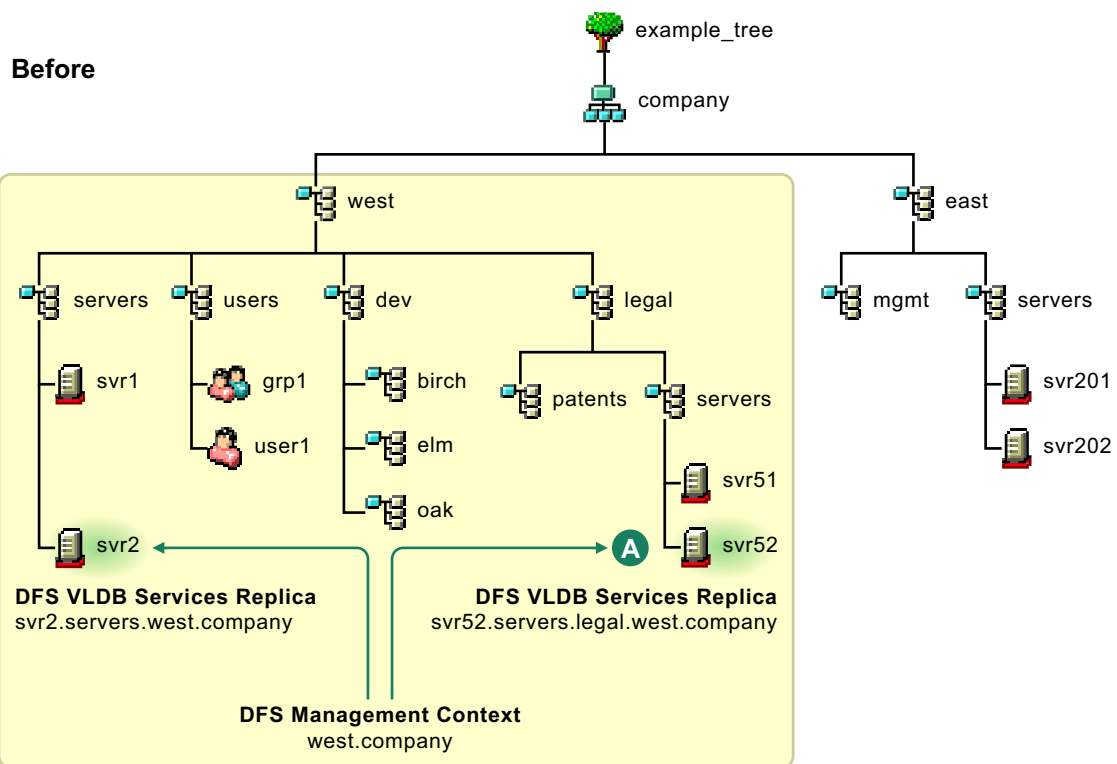 example_tree
Before
company
west
east
servers
users
dev
legal
mgmt
servers
svr1
grp1
birch
patents
servers
svr201
user1
elm
svr202
svr51
oak
svr2
A
svr52
DFS VLDB Services Replica
svr2.servers.west.company
DFS VLDB Services Replica
svr52.servers.legal.west.company
DFS Management Context
west.company